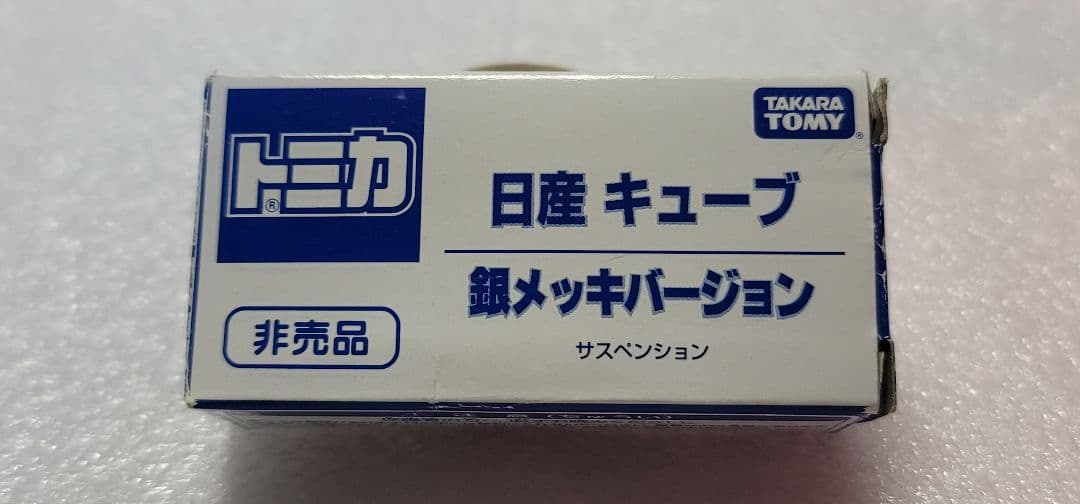 トミカ®
TAKARA
TOMY®
日産 キューブ
銀メッキバージョン
非売品
サスペンション